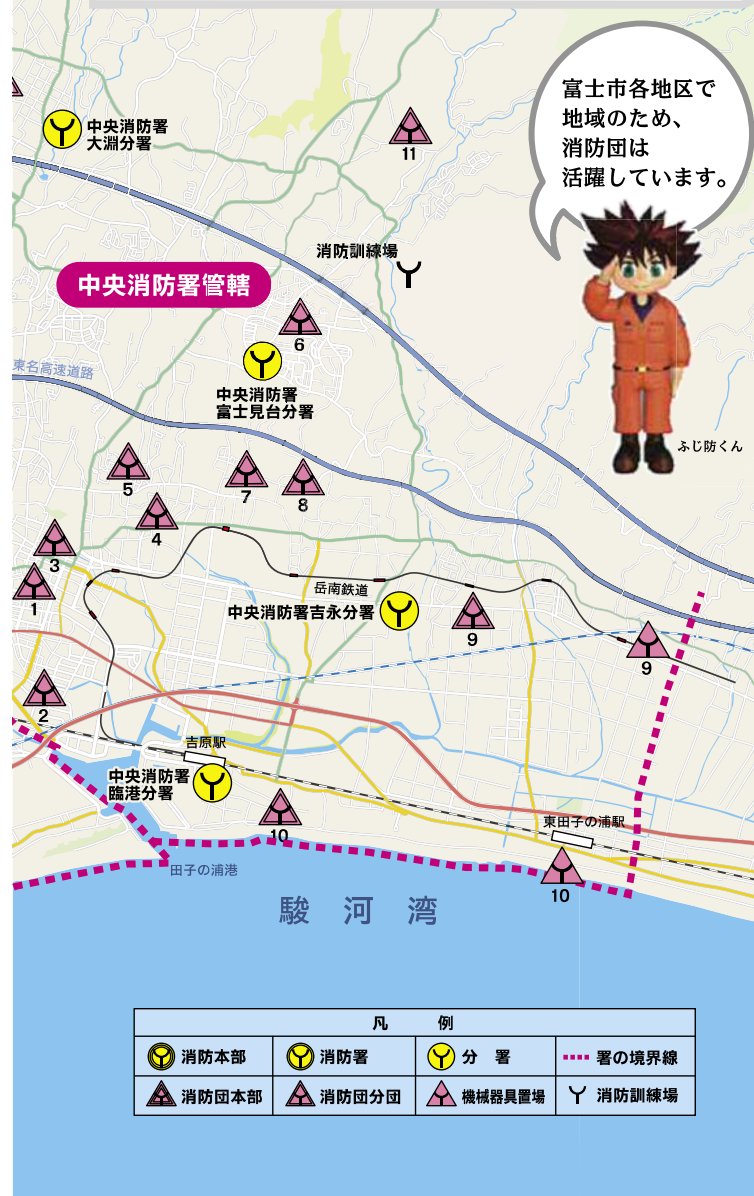 富士市各地区で
地域のため、
消防団は
活躍しています。
中央消防署
大淵分署
11
消防訓練場
中央消防署管轄
6
東名高速道路
中央消防署
富士見台分署
ふじ防くん
5
7
8
4
3
岳南鉄道
1
中央消防署吉永分署
9
9
2
吉原駅
中央消防署
臨港分署
10
東田子の浦駅
田子の浦港
10
駿河湾
凡例
消防本部
消防署
分署
署の境界線
消防団本部
消防団分団
機械器具置場
消防訓練場